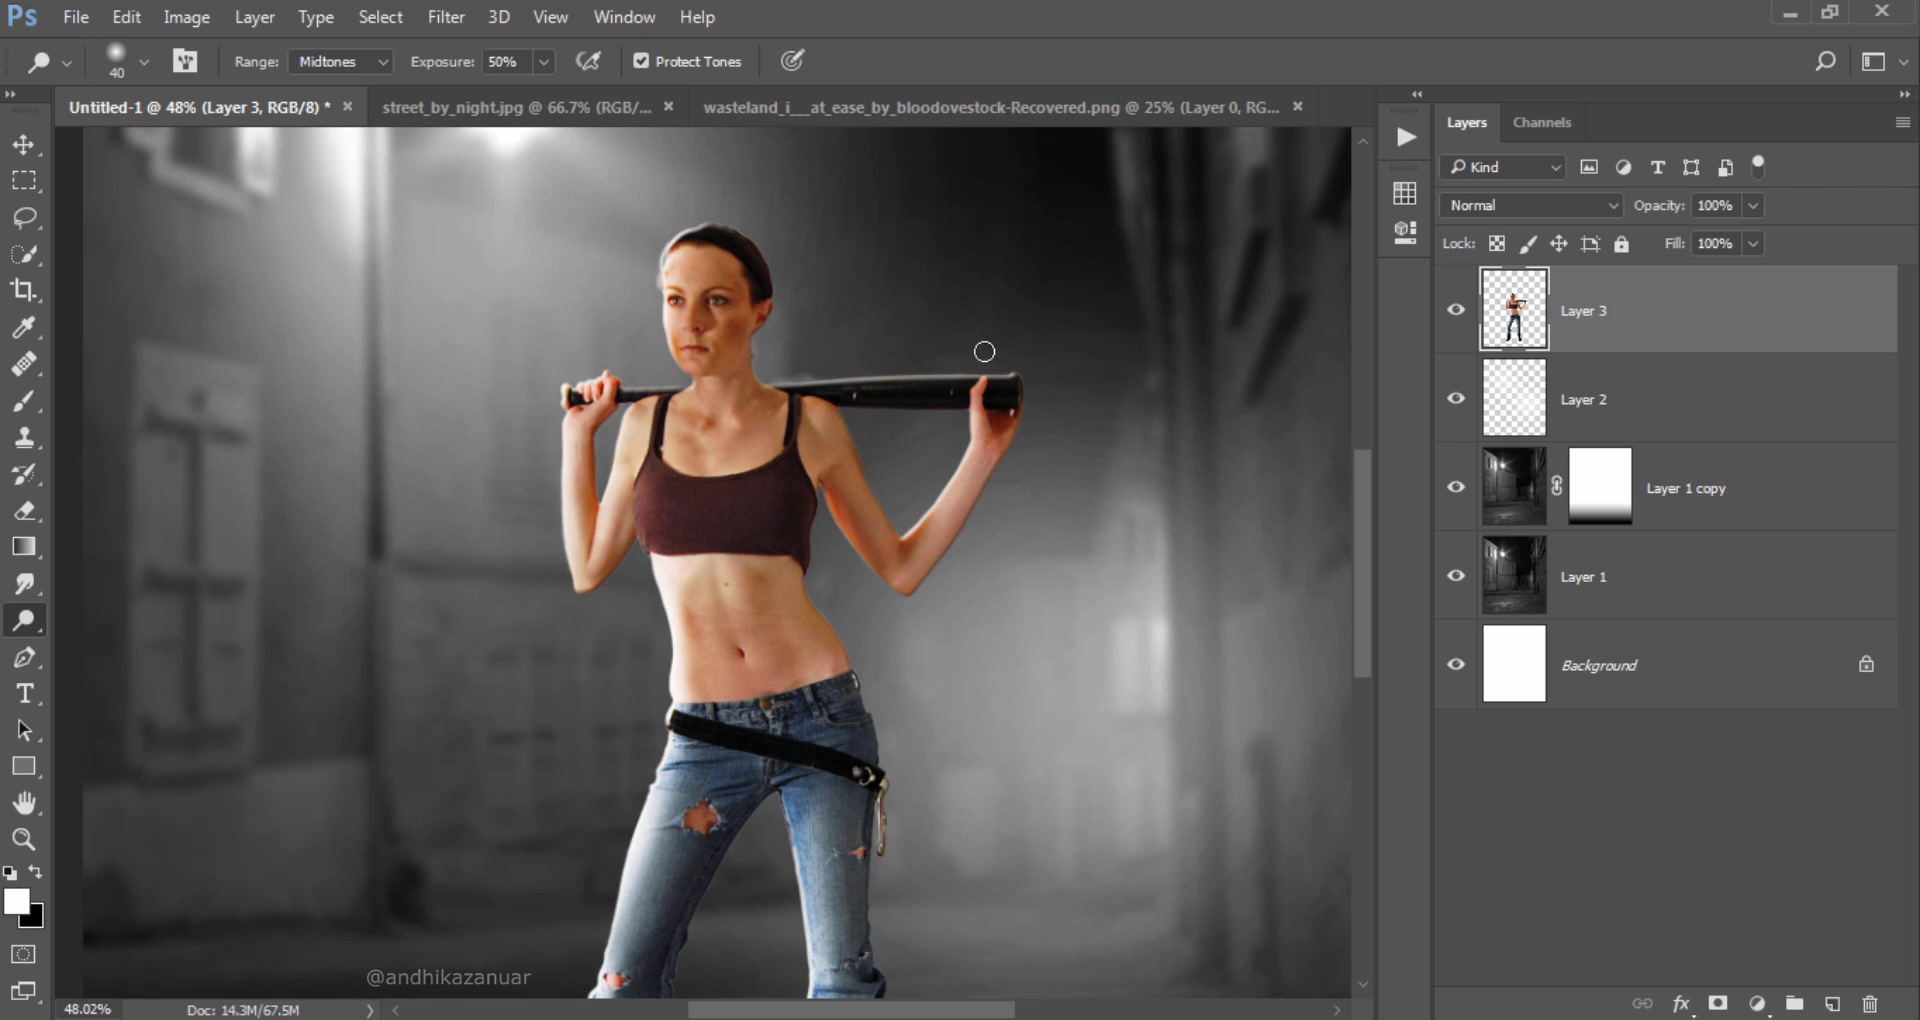 Ps File Edit Image Layer Type Select Filter 3D View Window Help
40 Range: Midtones Exposure: 50% Protect Tones
Untitled-1 @ 48% (Layer 3, RGB/8) * street_by_night.jpg @ 66.7% (RGB/... wasteland_i__at_ease_by_bloodovestock-Recovered.png @ 25% (Layer 0, RG...
Layers Channels
Kind
Normal Opacity: 100%
Lock: Fill: 100%
Layer 3
Layer 2
Layer 1 copy
Layer 1
Background
@andhikazanuar
48.02% Doc: 14.3M/67.5M